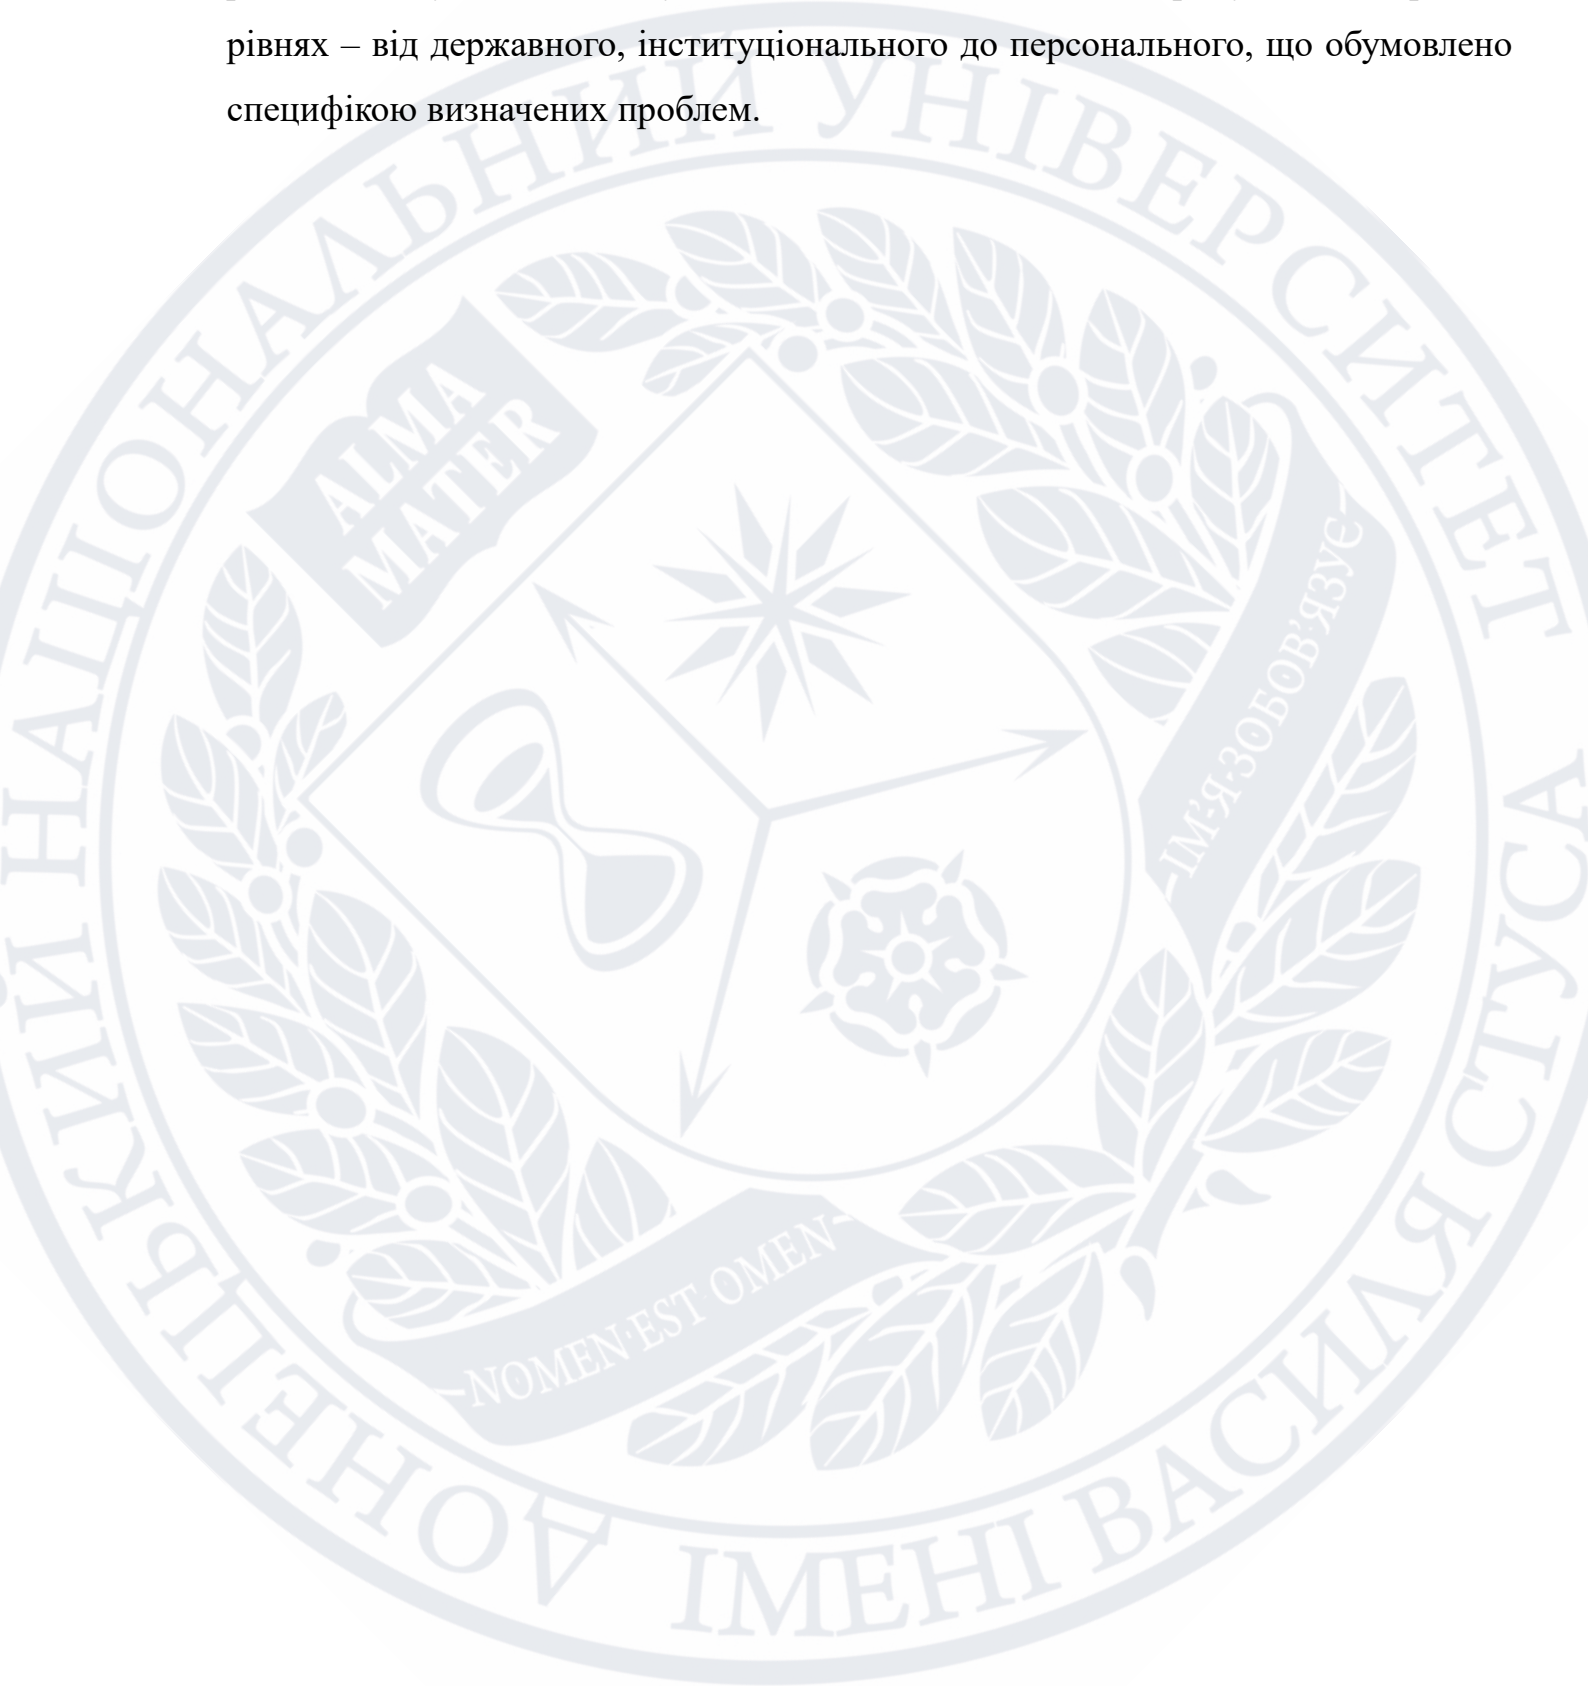 рівнях – від державного, інституціонального до персонального, що обумовлено
специфікою визначених проблем.
ДОНЕЦЬКИЙ НАЦІОНАЛЬНИЙ УНІВЕРСИТЕТ
ІМЕНІ ВАСИЛЯ СТУСА
ALMA
MATER
ІМ'Я ЗОБОВ'ЯЗУЄ
NOMEN EST OMEN